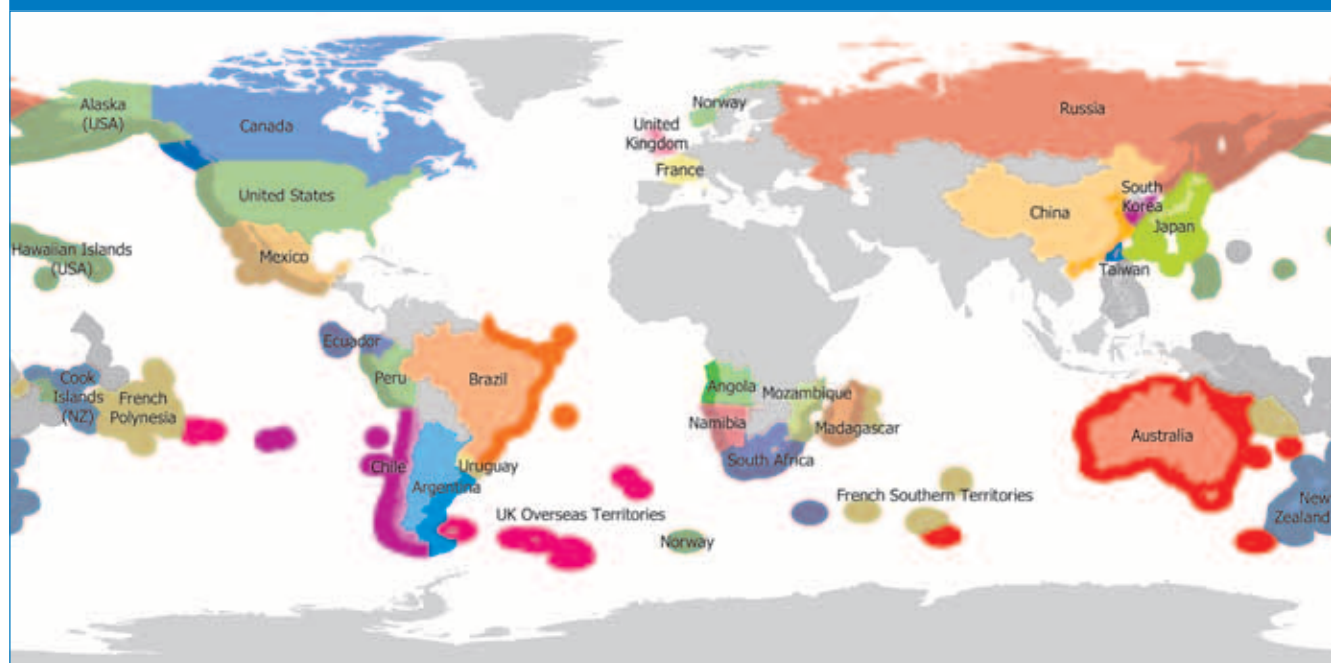 Alaska
(USA)
Canada
Norway
Russia
United
Kingdom
France
United States
China
South
Korea
Japan
Hawaiian Islands
(USA)
Mexico
Taiwan
Ecuador
Peru
Brazil
Cook
Islands
(NZ)
French
Polynesia
Angola
Mozambique
Namibia
Madagascar
Australia
South Africa
Chile
Uruguay
Argentina
UK Overseas Territories
French Southern Territories
New
Zealand
Norway